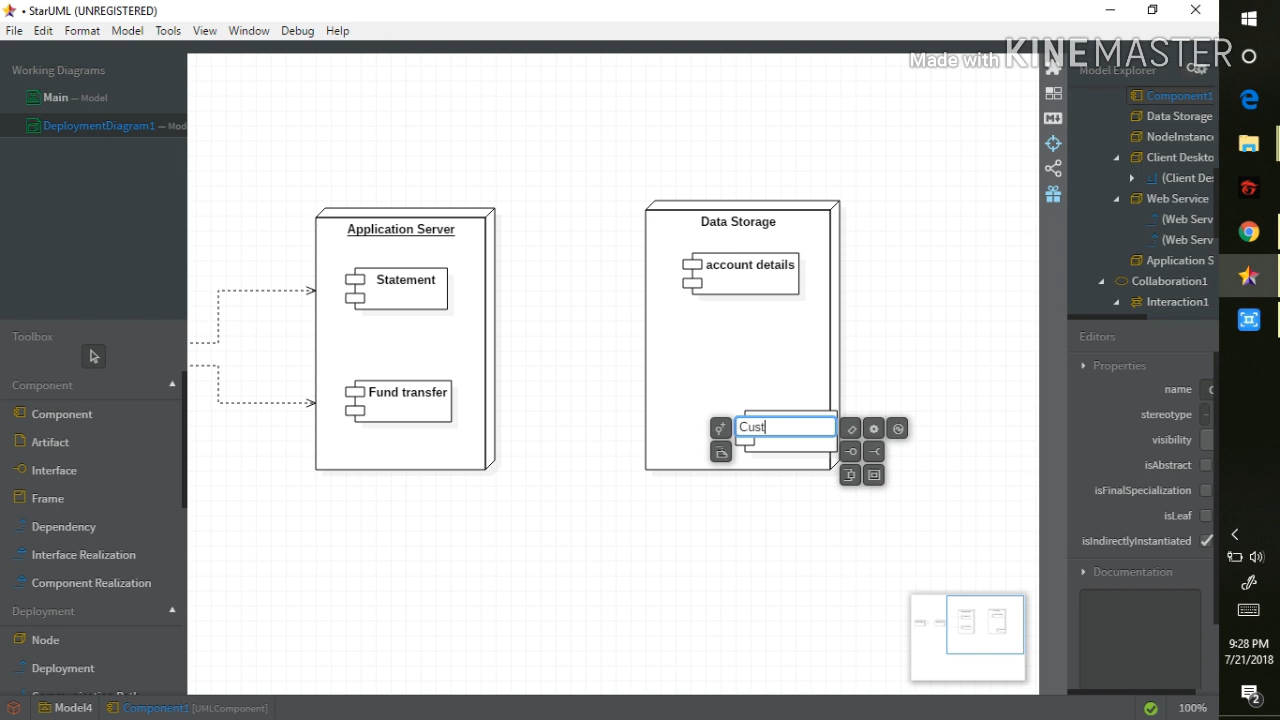 • StarUML (UNREGISTERED)
File Edit Format Model Tools View Window Debug Help
Made with KINEMASTER
Working Diagrams
Main — Model
DeploymentDiagram1 — Mod
Toolbox
Component
Component
Artifact
Interface
Frame
Dependency
Interface Realization
Component Realization
Deployment
Node
Deployment
Communication Path
Application Server
Statement
Fund transfer
Data Storage
account details
Cust
Model Explorer
Component1
Data Storage
NodeInstanc
Client Deskto
(Client Des
Web Service
(Web Serv
(Web Serv
Application S
Collaboration1
Interaction1
Editors
Properties
name
stereotype
visibility
isAbstract
isFinalSpecialization
isLeaf
isIndirectlyInstantiated
Documentation
Model4
Component1 [UMLComponent]
100%
9:28 PM
7/21/2018
2